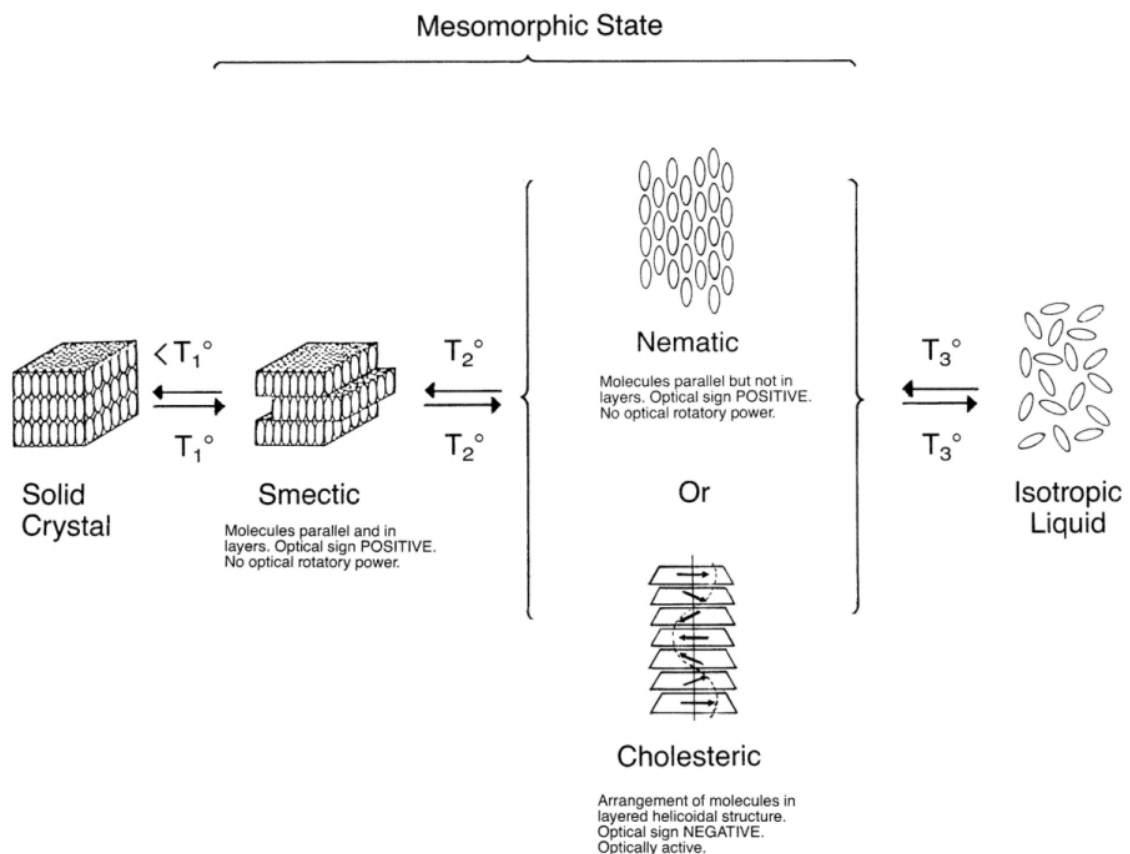 Mesomorphic State
Solid
Crystal
<T₁°
T₁°
Smectic
Molecules parallel and in
layers. Optical sign POSITIVE.
No optical rotatory power.
T₂°
T₂°
Nematic
Molecules parallel but not in
layers. Optical sign POSITIVE.
No optical rotatory power.
Or
Cholesteric
Arrangement of molecules in
layered helicoidal structure.
Optical sign NEGATIVE.
Optically active.
T₃°
T₃°
Isotropic
Liquid